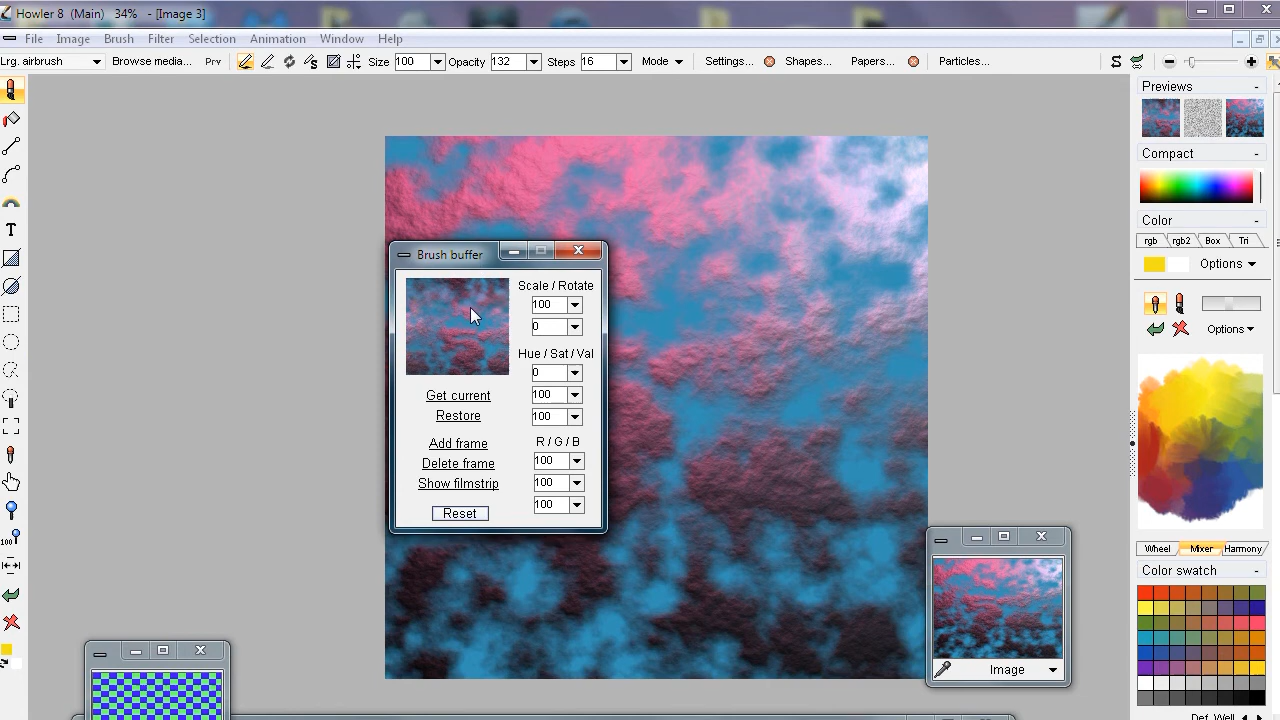 Howler 8 (Main) 34% - [Image 3]
File Image Brush Filter Selection Animation Window Help
Lrg. airbrush Browse media... Prv Size 100 Opacity 132 Steps 16 Mode Settings... Shapes... Papers... Particles...
Previews -
Compact -
Color -
rgb rgb2 Box Tri
Options
Options
Wheel Mixer Harmony
Color swatch -
Def. Well
T
100
Brush buffer
Scale / Rotate
100
0
Hue / Sat / Val
0
100
100
R / G / B
100
100
100
Get current
Restore
Add frame
Delete frame
Show filmstrip
Reset
Image